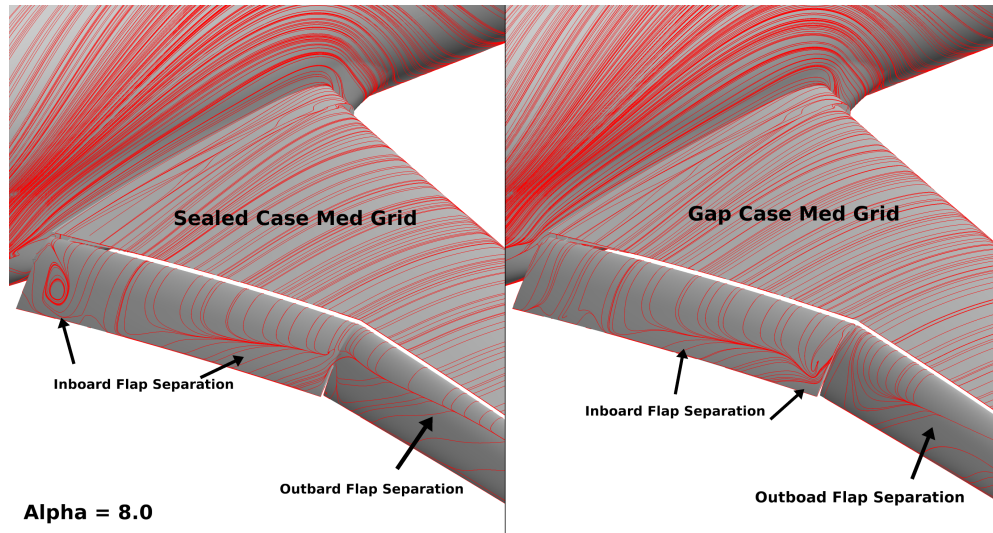 Sealed Case Med Grid
Inboard Flap Separation
Outbard Flap Separation
Alpha = 8.0
Gap Case Med Grid
Inboard Flap Separation
Outboad Flap Separation